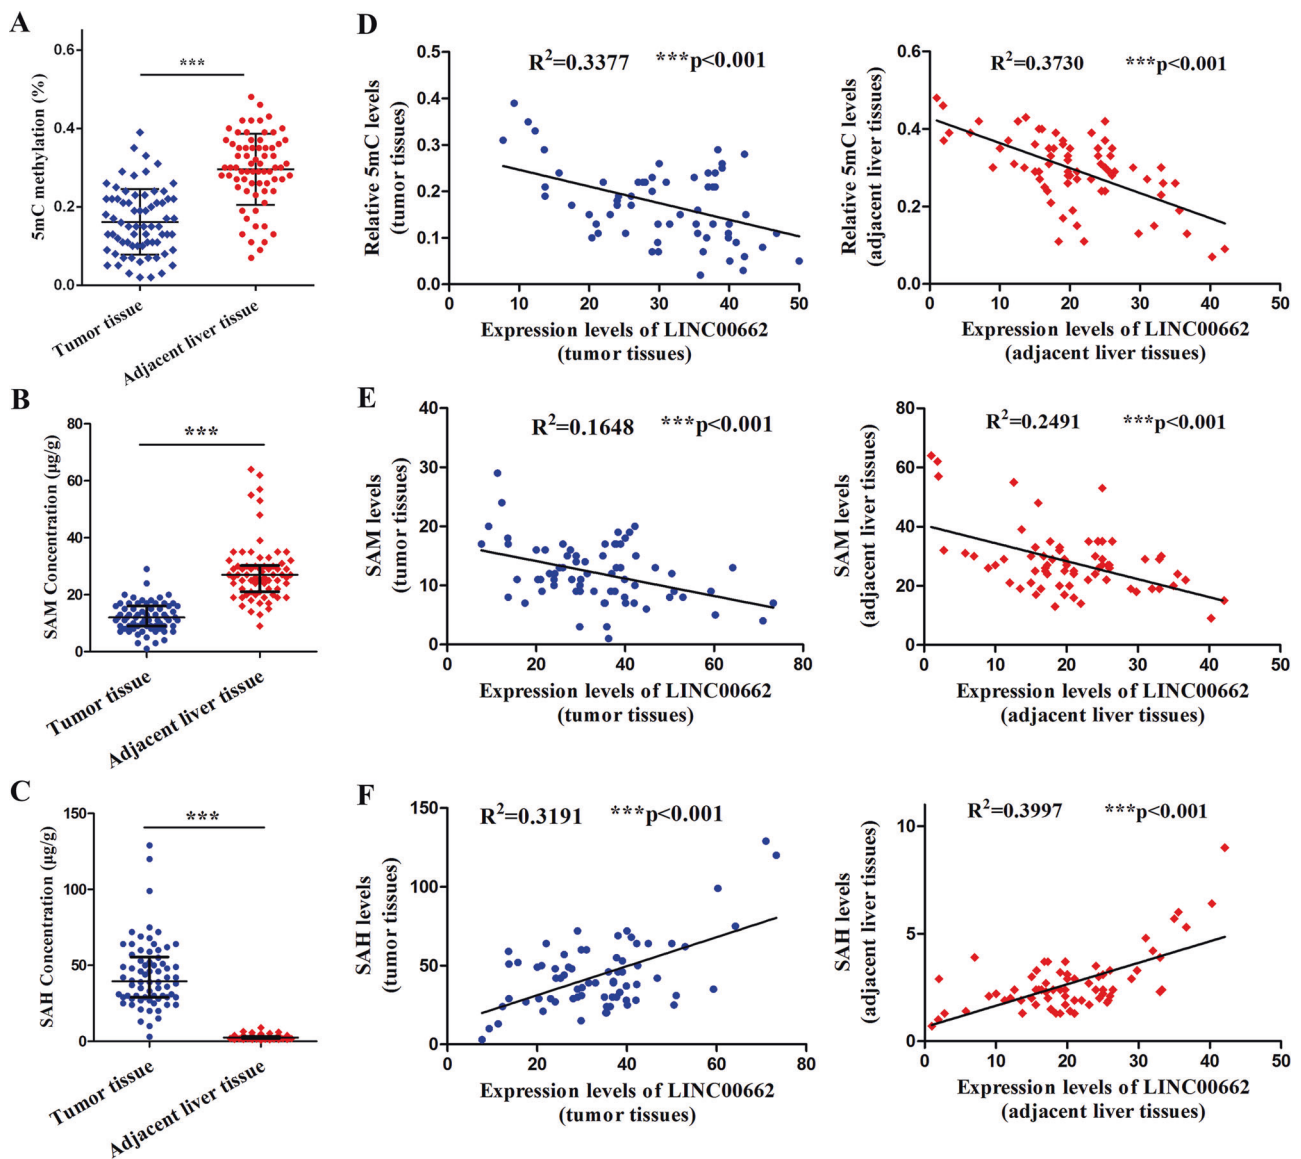 A
5mC methylation (%)
0.6
0.4
0.2
0.0
***
Tumor tissue
Adjacent liver tissue
D
Relative 5mC levels
(tumor tissues)
0.5
0.4
0.3
0.2
0.1
0.0
R²=0.3377 ***p<0.001
0 10 20 30 40 50
Expression levels of LINC00662
(tumor tissues)
Relative 5mC levels
(adjacent liver tissues)
0.6
0.4
0.2
0.0
R²=0.3730 ***p<0.001
0 10 20 30 40 50
Expression levels of LINC00662
(adjacent liver tissues)
B
SAM Concentration (μg/g)
80
60
40
20
0
***
Tumor tissue
Adjacent liver tissue
E
SAM levels
(tumor tissues)
40
30
20
10
0
R²=0.1648 ***p<0.001
0 20 40 60 80
Expression levels of LINC00662
(tumor tissues)
SAM levels
(adjacent liver tissues)
80
60
40
20
0
R²=0.2491 ***p<0.001
0 10 20 30 40 50
Expression levels of LINC00662
(adjacent liver tissues)
C
SAH Concentration (μg/g)
150
100
50
0
***
Tumor tissue
Adjacent liver tissue
F
SAH levels
(tumor tissues)
150
100
50
0
R²=0.3191 ***p<0.001
0 20 40 60 80
Expression levels of LINC00662
(tumor tissues)
SAH levels
(adjacent liver tissues)
10
5
0
R²=0.3997 ***p<0.001
0 10 20 30 40 50
Expression levels of LINC00662
(adjacent liver tissues)